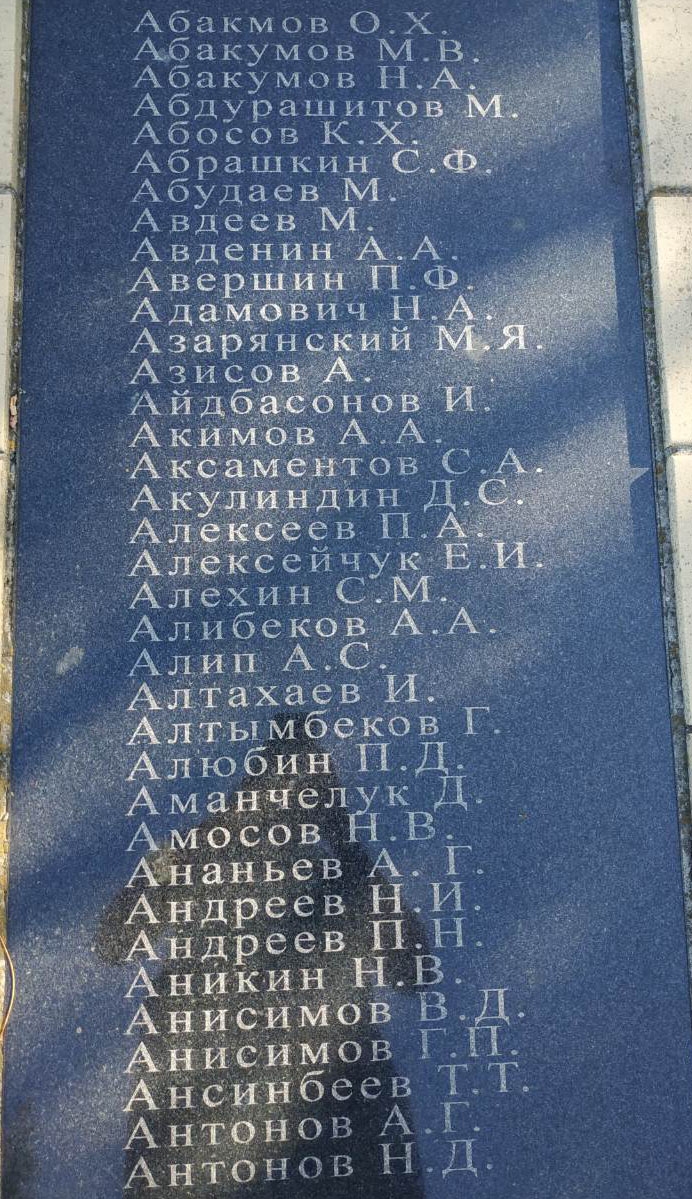 Абакмов О.Х.
Абакумов М.В.
Абакумов Н.А.
Абдурашитов М.
Абосов К.Х.
Абрашкин С.Ф.
Абудаев М.
Авдеев М.
Авденин А.А.
Авершин П.Ф.
Адамович Н.А.
Азарянский М.Я.
Азисов А.
Айдбасонов И.
Акимов А.А.
Аксаментов С.А.
Акулиндин Д.С.
Алексеев П.А.
Алексейчук Е.И.
Алехин С.М.
Алибеков А.А.
Алип А.С.
Алтахаев И.
Алтымбеков Г.
Алюбин П.Д.
Аманчелук Д.
Амосов Н.В.
Ананьев А. Г.
Андреев Н.И.
Андреев П.Н.
Аникин Н.В.
Анисимов В.Д.
Анисимов Г.П.
Ансинбеев Т.Т.
Антонов А.Г.
Антонов Н.Д.